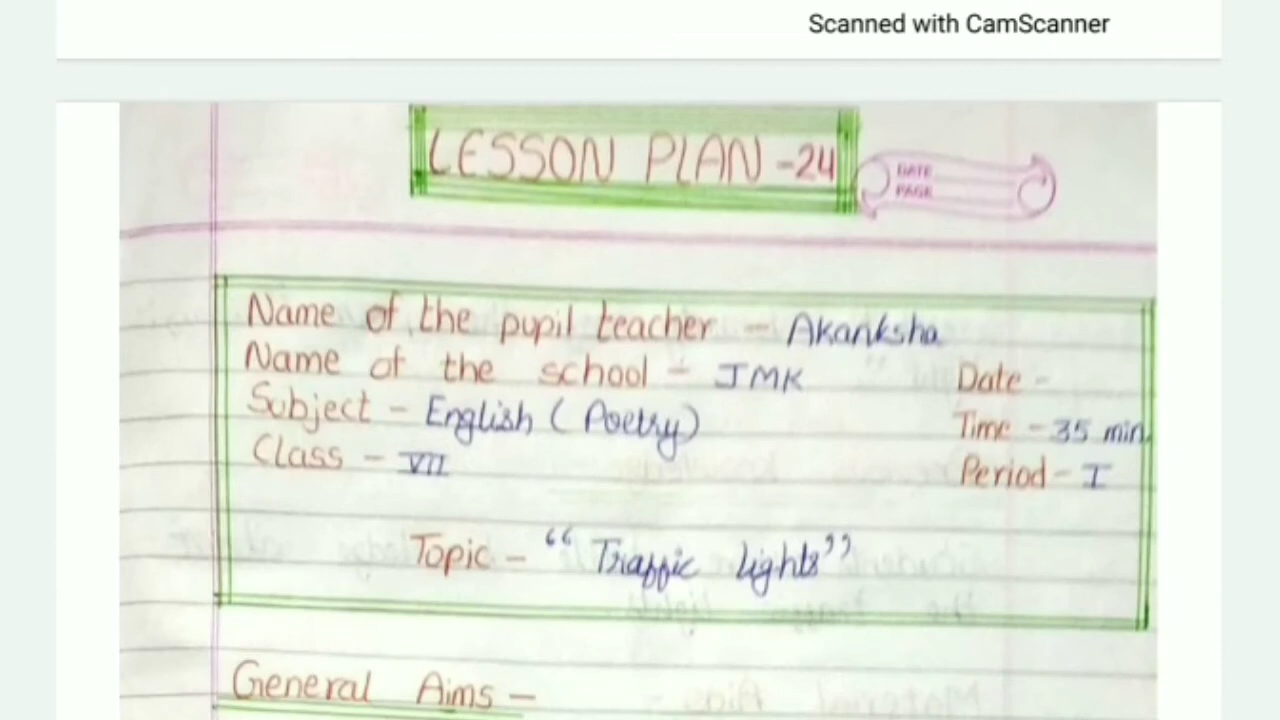 Scanned with CamScanner
LESSON PLAN -24
DATE
PAGE
Name of the pupil teacher - Akanksha
Name of the school - JMK
Date -
Subject - English (Poetry)
Time - 35 min
Class - VII
Period - I
Topic - “Traffic Lights”
General Aims -